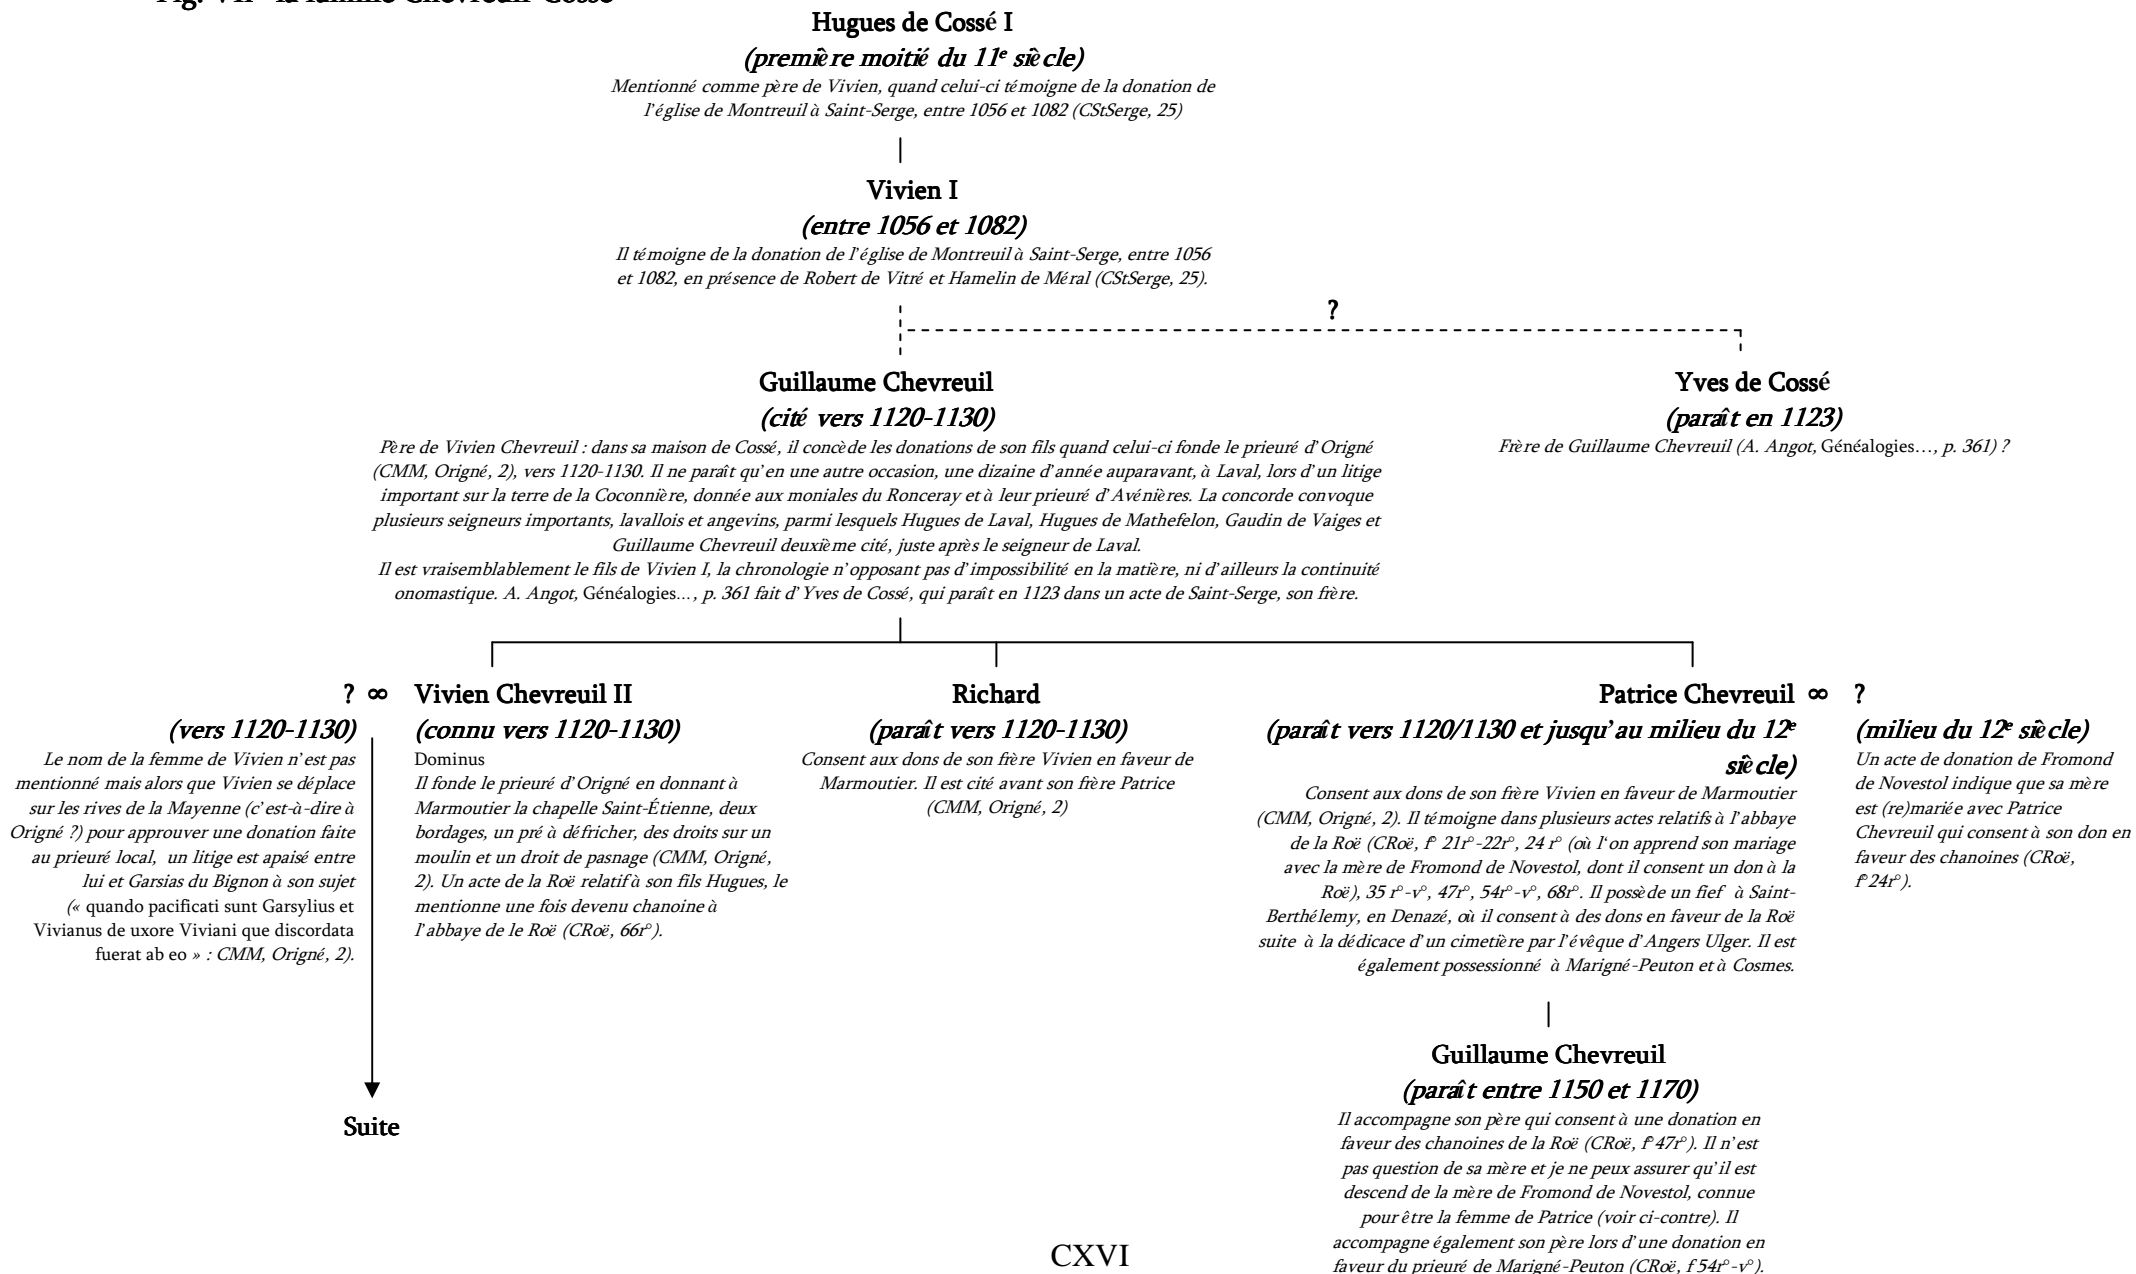 Hugues de Cossé I
(première moitié du 11e siècle)
Mentionné comme père de Vivien, quand celui-ci témoigne de la donation de
l'église de Montreuil à Saint-Serge, entre 1056 et 1082 (CStSerge, 25)
Vivien I
(entre 1056 et 1082)
Il témoigne de la donation de l'église de Montreuil à Saint-Serge, entre 1056
et 1082, en présence de Robert de Vitré et Hamelin de Méral (CStSerge, 25).
?
Guillaume Chevreuil
(cité vers 1120-1130)
Père de Vivien Chevreuil : dans sa maison de Cossé, il concède les donations de son fils quand celui-ci fonde le prieuré d'Origné
(CMM, Origné, 2), vers 1120-1130. Il ne paraît qu'en une autre occasion, une dizaine d'année auparavant, à Laval, lors d'un litige
important sur la terre de la Coconnière, donnée aux moniales du Ronceray et à leur prieuré d'Avénières. La concorde convoque
plusieurs seigneurs importants, lavallois et angevins, parmi lesquels Hugues de Laval, Hugues de Mathefelon, Gaudin de Vaiges et
Guillaume Chevreuil deuxième cité, juste après le seigneur de Laval.
Il est vraisemblablement le fils de Vivien I, la chronologie n'opposant pas d'impossibilité en la matière, ni d'ailleurs la continuité
onomastique. A. Angot, Généalogies..., p. 361 fait d'Yves de Cossé, qui paraît en 1123 dans un acte de Saint-Serge, son frère.
Yves de Cossé
(paraît en 1123)
Frère de Guillaume Chevreuil (A. Angot, Généalogies…, p. 361) ?
? ∞
(vers 1120-1130)
Le nom de la femme de Vivien n'est pas
mentionné mais alors que Vivien se déplace
sur les rives de la Mayenne (c'est-à-dire à
Origné ?) pour approuver une donation faite
au prieuré local, un litige est apaisé entre
lui et Garsias du Bignon à son sujet
(« quando pacificati sunt Garsylius et
Vivianus de uxore Viviani que discordata
fuerat ab eo » : CMM, Origné, 2).
Suite
Vivien Chevreuil II
(connu vers 1120-1130)
Dominus
Il fonde le prieuré d'Origné en donnant à
Marmoutier la chapelle Saint-Étienne, deux
bordages, un pré à défricher, des droits sur un
moulin et un droit de pasnage (CMM, Origné,
2). Un acte de la Roë relatif à son fils Hugues, le
mentionne une fois devenu chanoine à
l'abbaye de le Roë (CRoë, 66r°).
Richard
(paraît vers 1120-1130)
Consent aux dons de son frère Vivien en faveur de
Marmoutier. Il est cité avant son frère Patrice
(CMM, Origné, 2)
Patrice Chevreuil ∞
(paraît vers 1120/1130 et jusqu'au milieu du 12e
siècle)
Consent aux dons de son frère Vivien en faveur de Marmoutier
(CMM, Origné, 2). Il témoigne dans plusieurs actes relatifs à l'abbaye
de la Roë (CRoë, f° 21r°-22r°, 24 r° (où l'on apprend son mariage
avec la mère de Fromond de Novestol, dont il consent un don à la
Roë), 35 r°-v°, 47r°, 54r°-v°, 68r°. Il possède un fief à Saint-
Berthélemy, en Denazé, où il consent à des dons en faveur de la Roë
suite à la dédicace d'un cimetière par l'évêque d'Angers Ulger. Il est
également possessionné à Marigné-Peuton et à Cosmes.
?
(milieu du 12e siècle)
Un acte de donation de Fromond
de Novestol indique que sa mère
est (re)mariée avec Patrice
Chevreuil qui consent à son don en
faveur des chanoines (CRoë,
f°24r°).
Guillaume Chevreuil
(paraît entre 1150 et 1170)
Il accompagne son père qui consent à une donation en
faveur des chanoines de la Roë (CRoë, f°47r°). Il n'est
pas question de sa mère et je ne peux assurer qu'il est
descend de la mère de Fromond de Novestol, connue
pour être la femme de Patrice (voir ci-contre). Il
accompagne également son père lors d'une donation en
faveur du prieuré de Marigné-Peuton (CRoë, f 54r°-v°).
CXVI